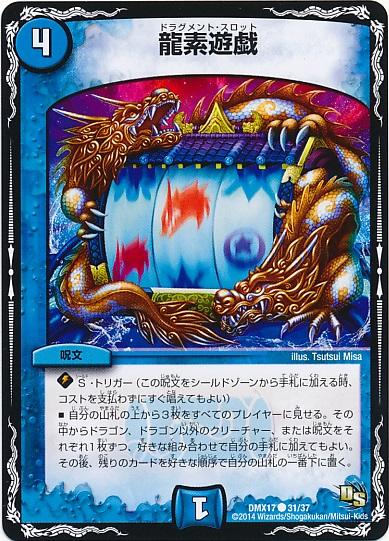 ドラグメント・スロット
4
龍素遊戯
呪文
illus. Tsutsui Misa
S・トリガー(この呪文をシールドゾーンから手札に加える時、
コストを支払わずにすぐ唱えてもよい)
■ 自分の山札の上から3枚をすべてのプレイヤーに見せる。その
中からドラゴン、ドラゴン以外のクリーチャー、または呪文をそ
れぞれ1枚ずつ、好きな組み合わせで自分の手札に加えてもよい。
その後、残りのカードを好きな順序で自分の山札の一番下に置く。
1
DMX17 31/37
©2014 Wizards/Shogakukan/Mitsui-Kids
DS